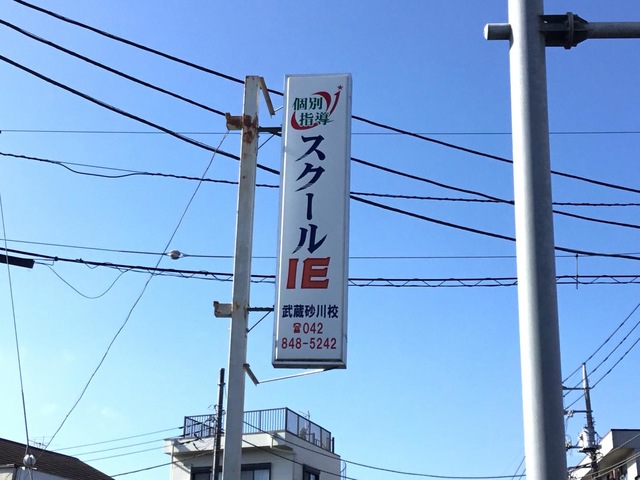 個別
指導
スクール
IE
武蔵砂川校
☎042
848-5242